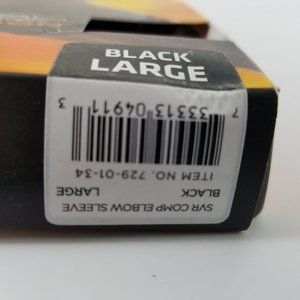 BLACK
LARGE
SVR COMP ELBOW SLEEVE
BLACK LARGE
ITEM NO. 729-01-34
7 33313 04911 3